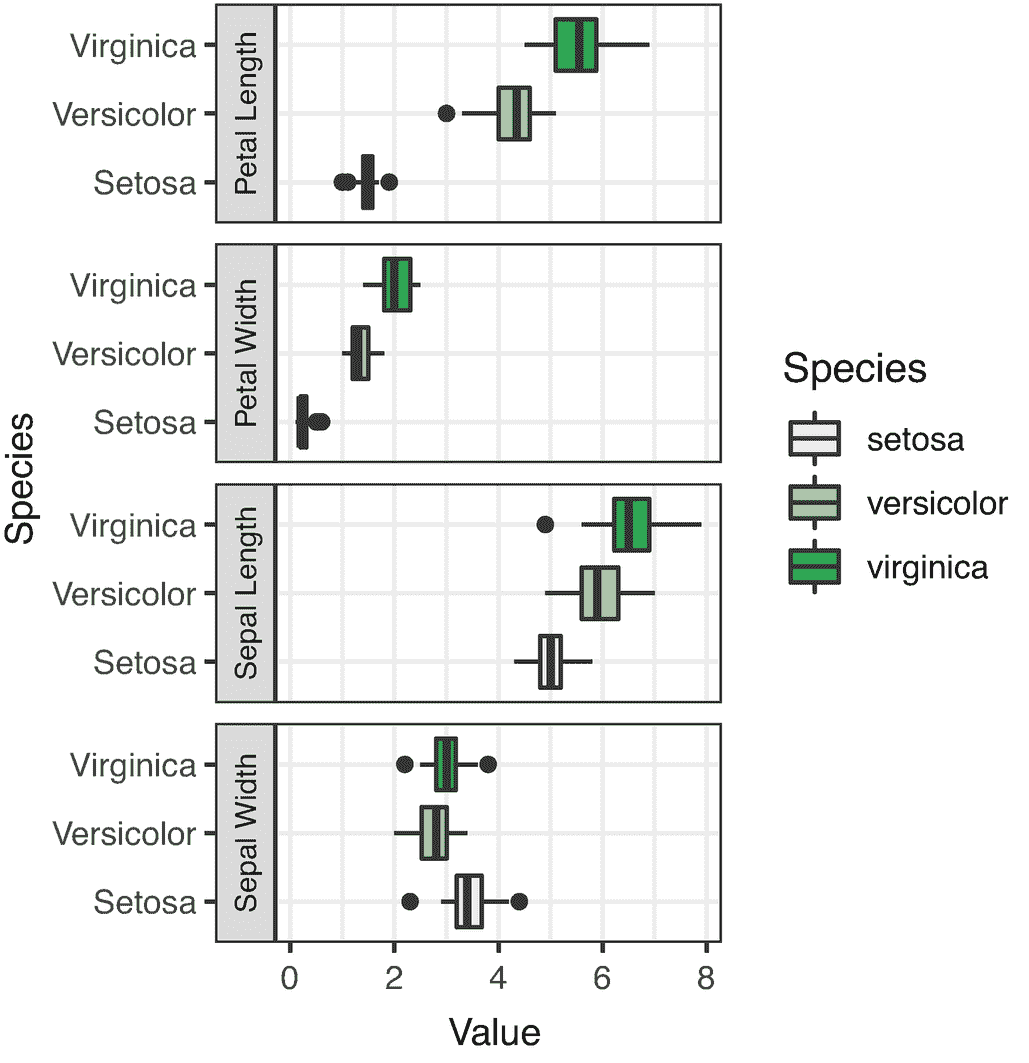 Virginica
Versicolor
Setosa
Petal Length
Virginica
Versicolor
Setosa
Petal Width
Virginica
Versicolor
Setosa
Sepal Length
Virginica
Versicolor
Setosa
Sepal Width
Species
0 2 4 6 8
Value
Species
setosa
versicolor
virginica